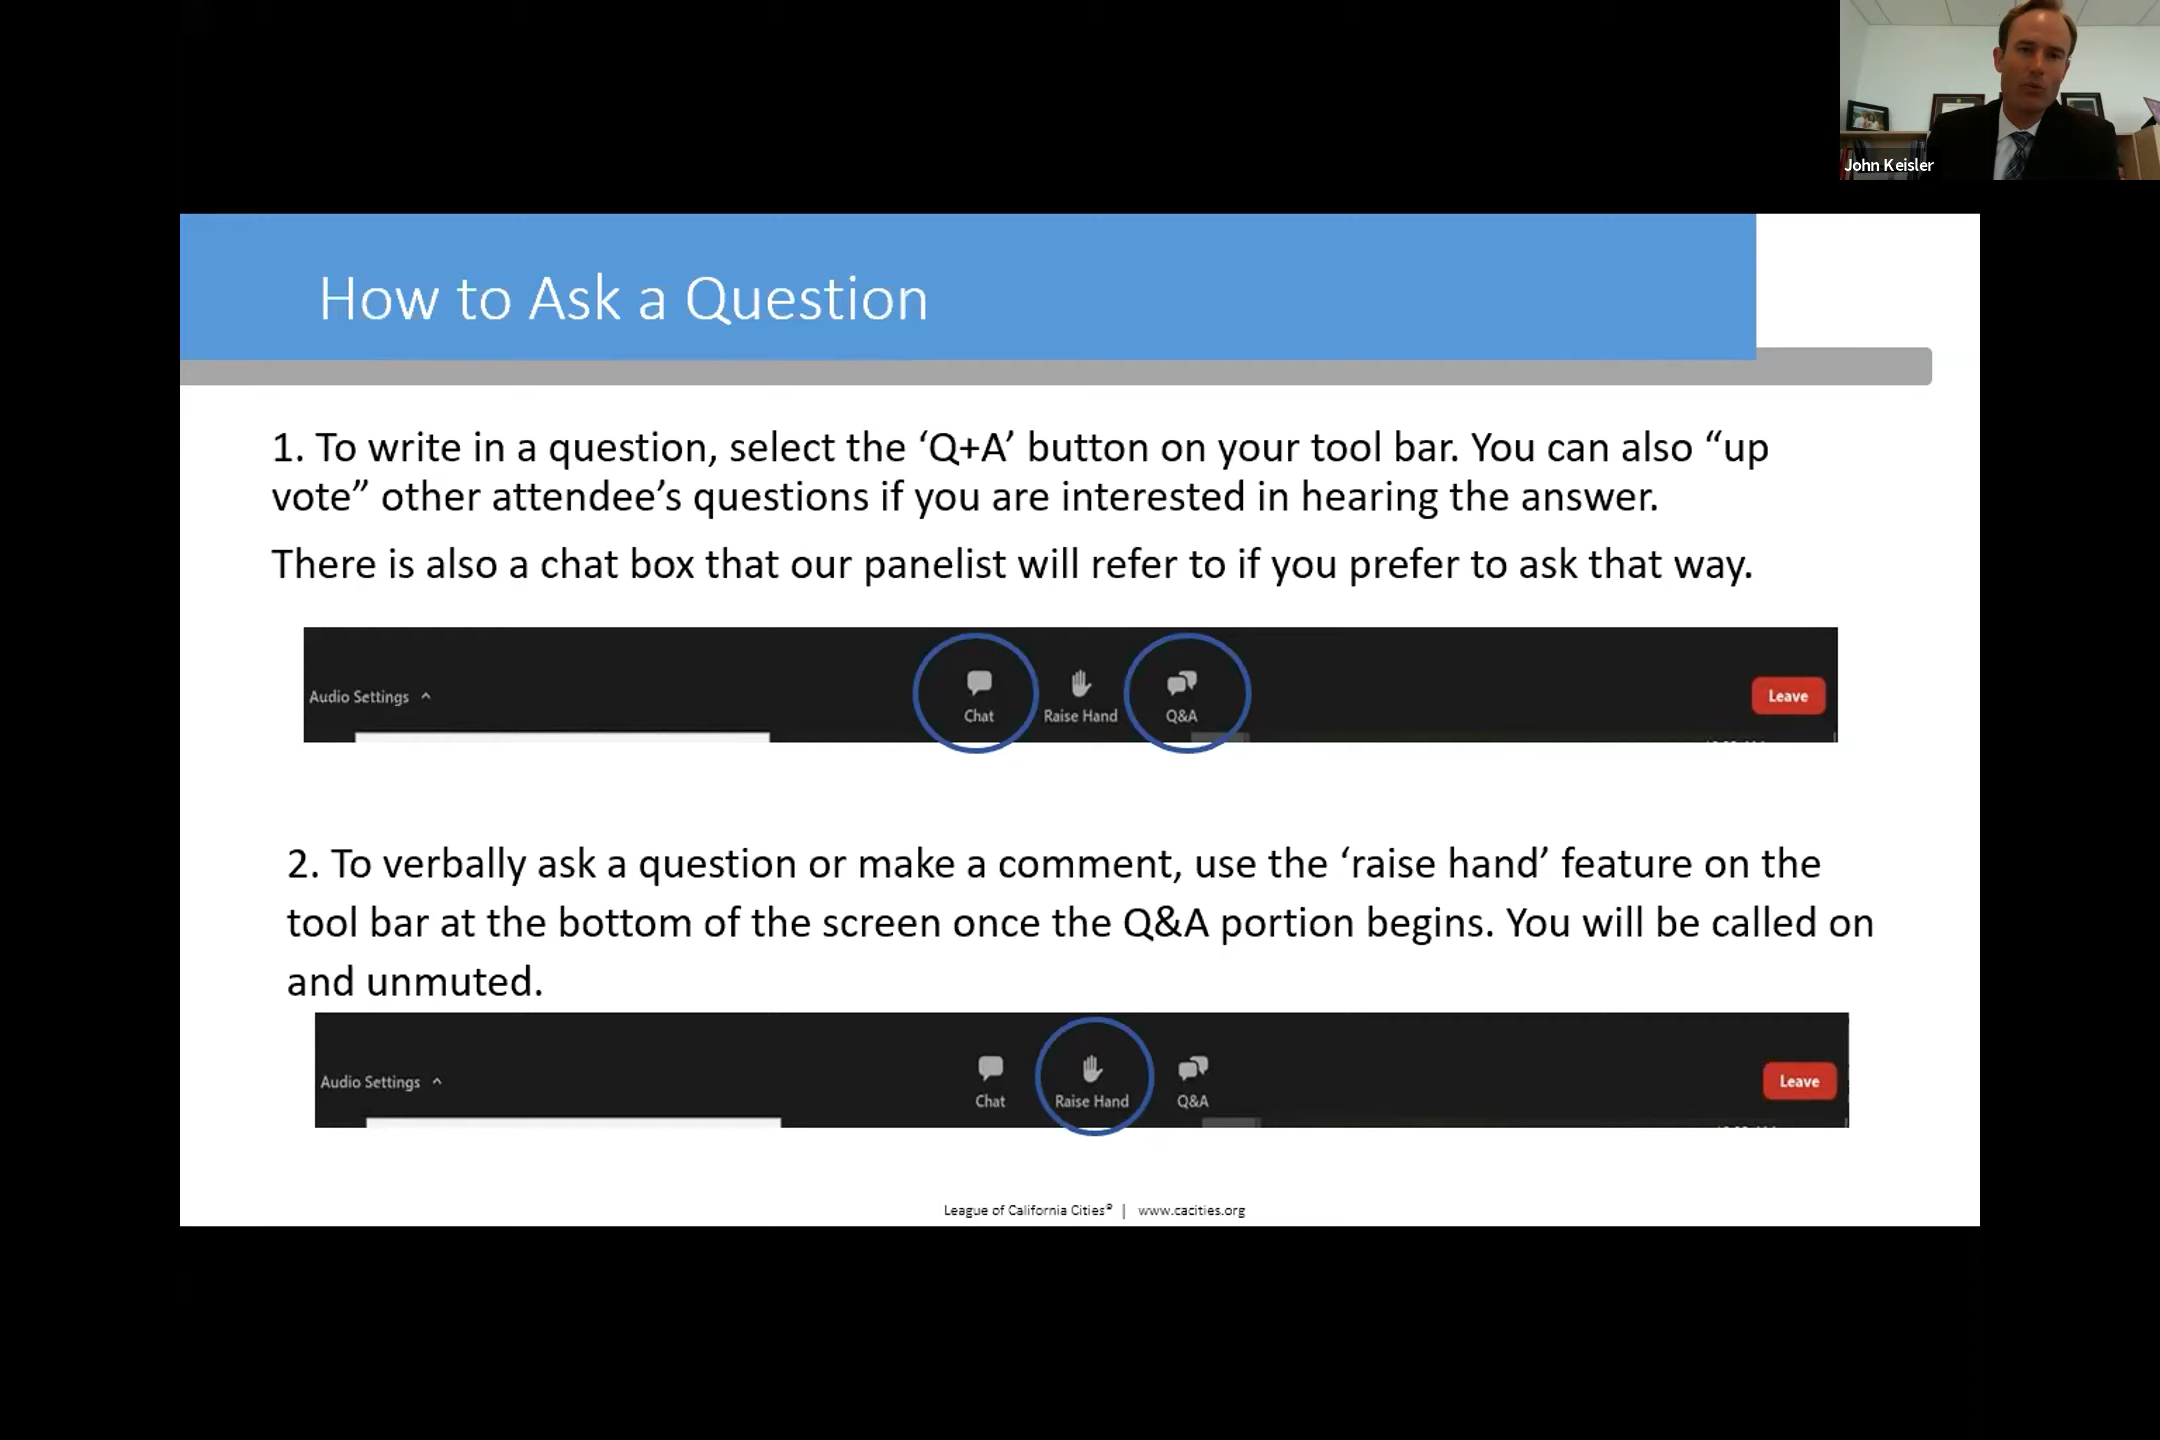 John Keisler
How to Ask a Question
1. To write in a question, select the ‘Q+A’ button on your tool bar. You can also “up
vote” other attendee’s questions if you are interested in hearing the answer.
There is also a chat box that our panelist will refer to if you prefer to ask that way.
Audio Settings ^
Chat
Raise Hand
Q&A
Leave
2. To verbally ask a question or make a comment, use the ‘raise hand’ feature on the
tool bar at the bottom of the screen once the Q&A portion begins. You will be called on
and unmuted.
Audio Settings ^
Chat
Raise Hand
Q&A
Leave
League of California Cities® | www.cacities.org